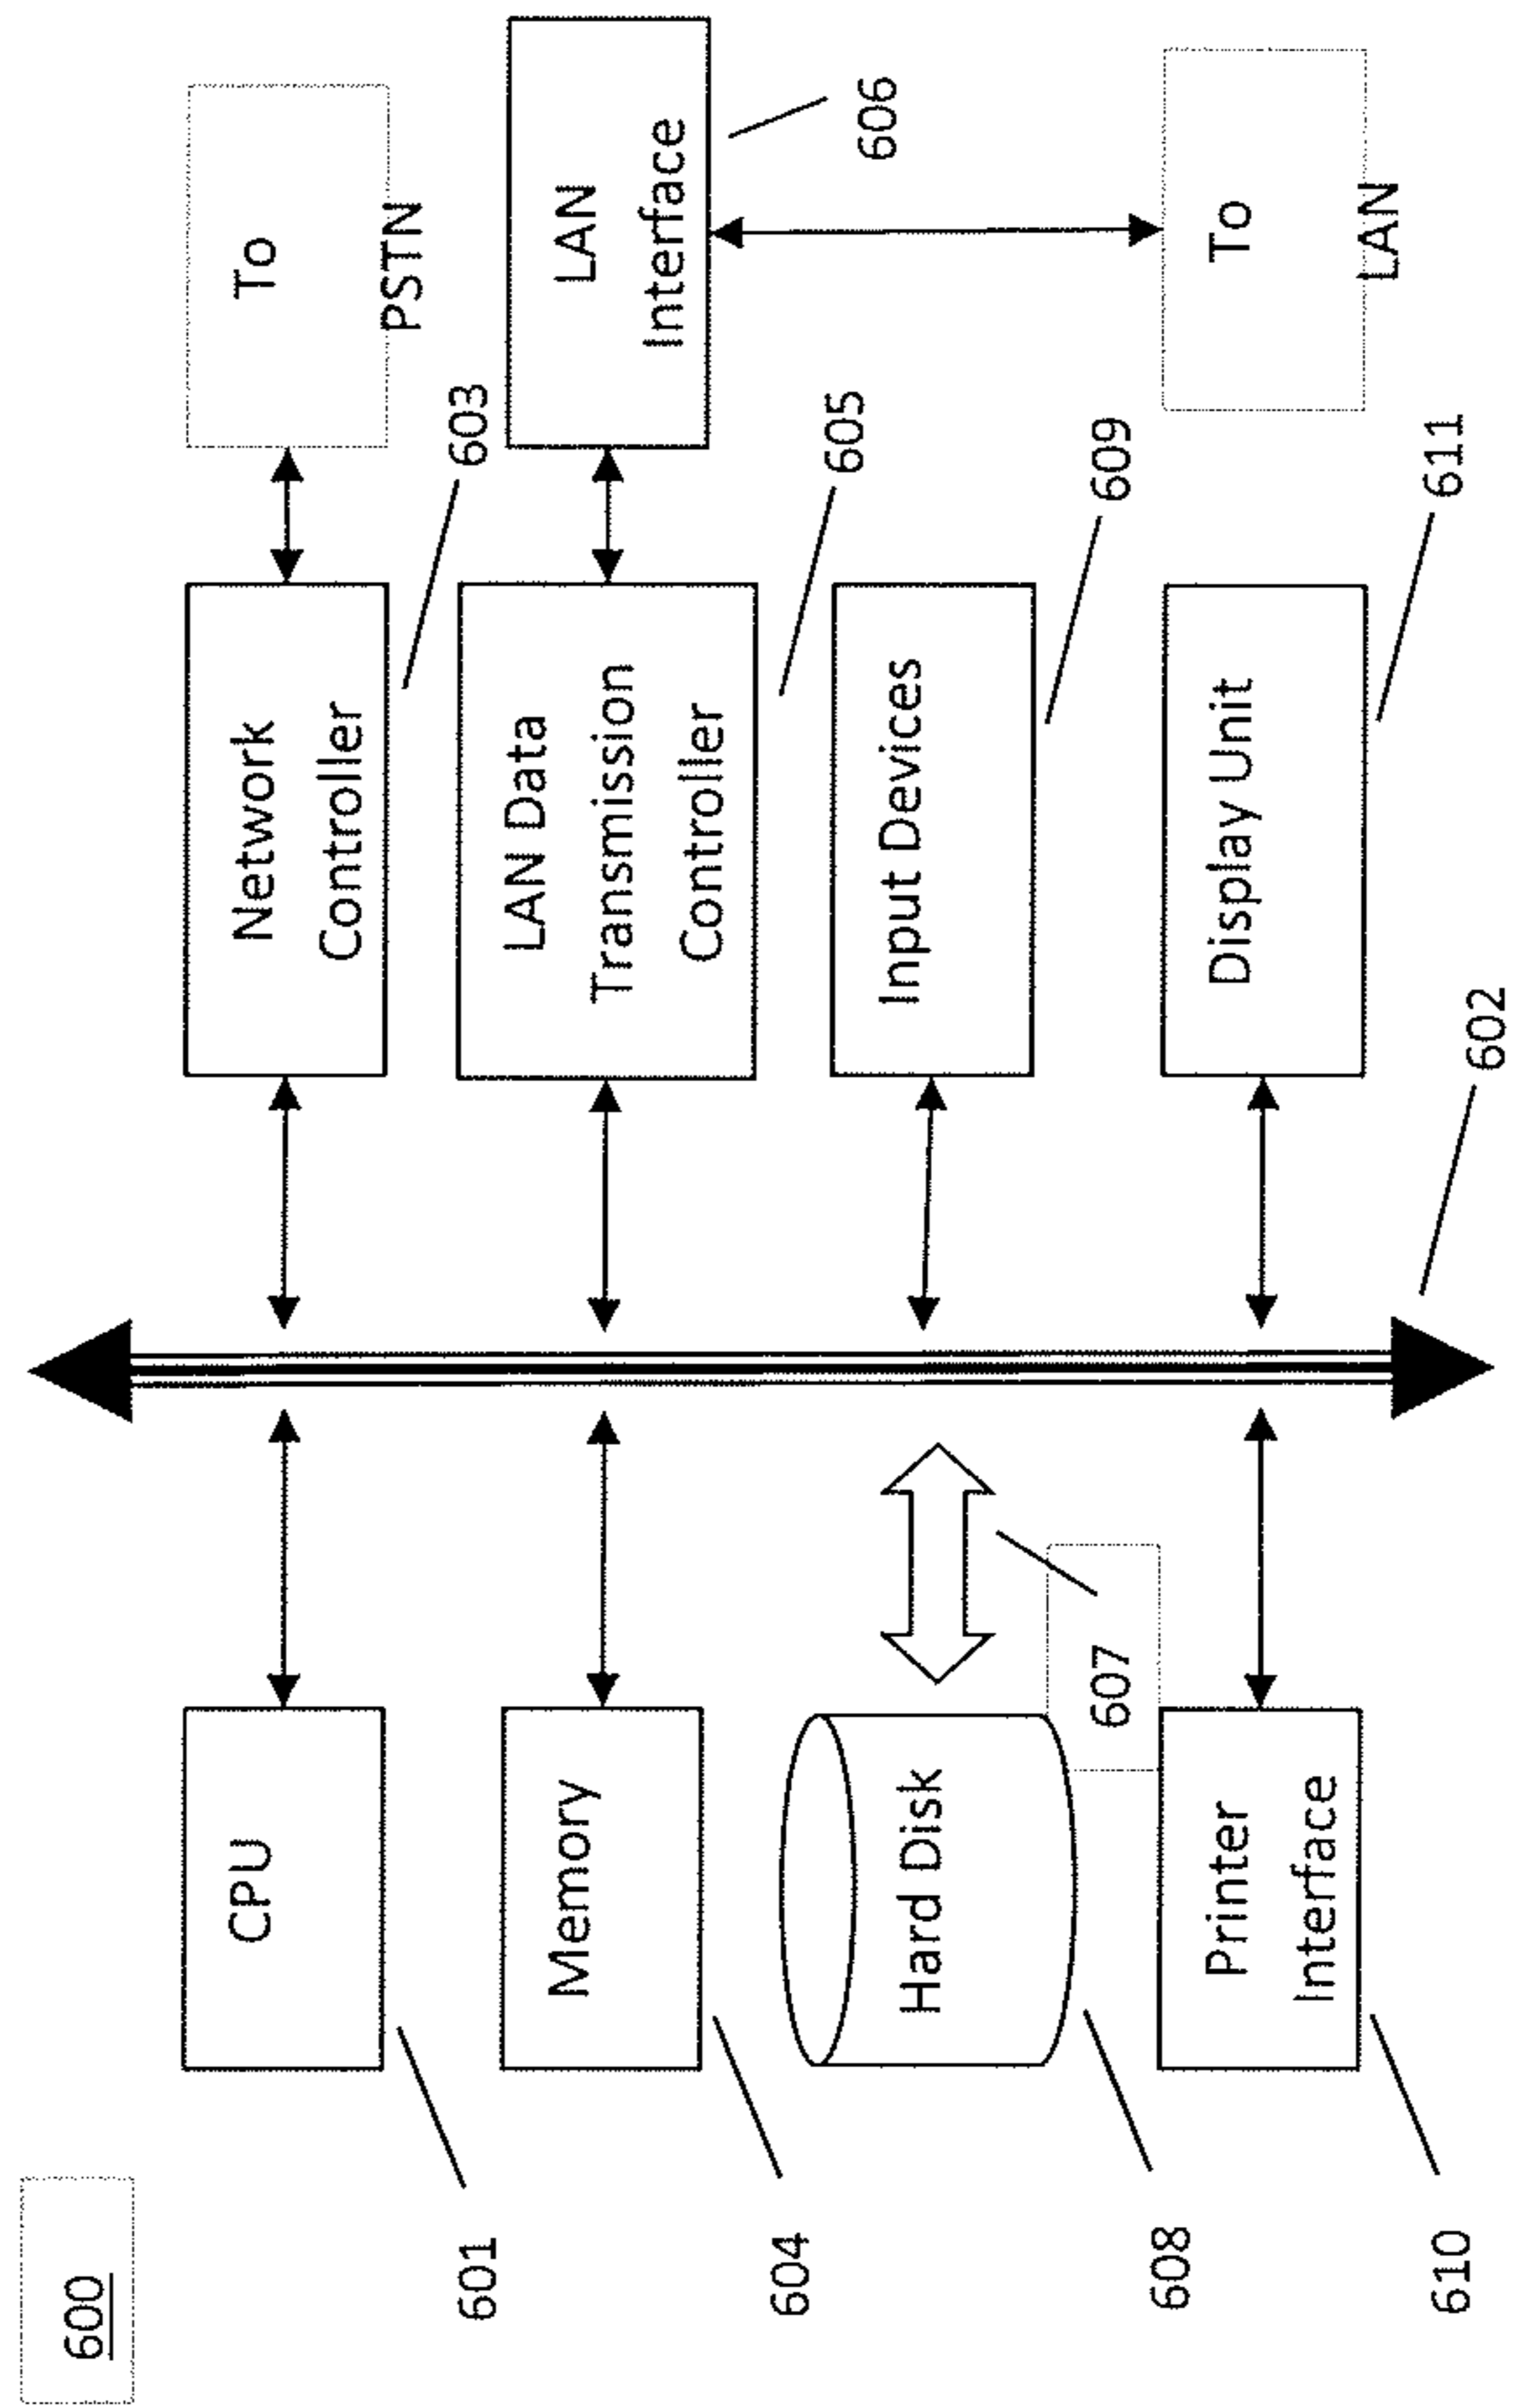 600
CPU
601
Memory
604
Hard Disk
608
607
Printer
Interface
610
602
Network
Controller
603
To
PSTN
LAN Data
Transmission
Controller
605
LAN
Interface
606
Input Devices
609
Display Unit
611
To
LAN